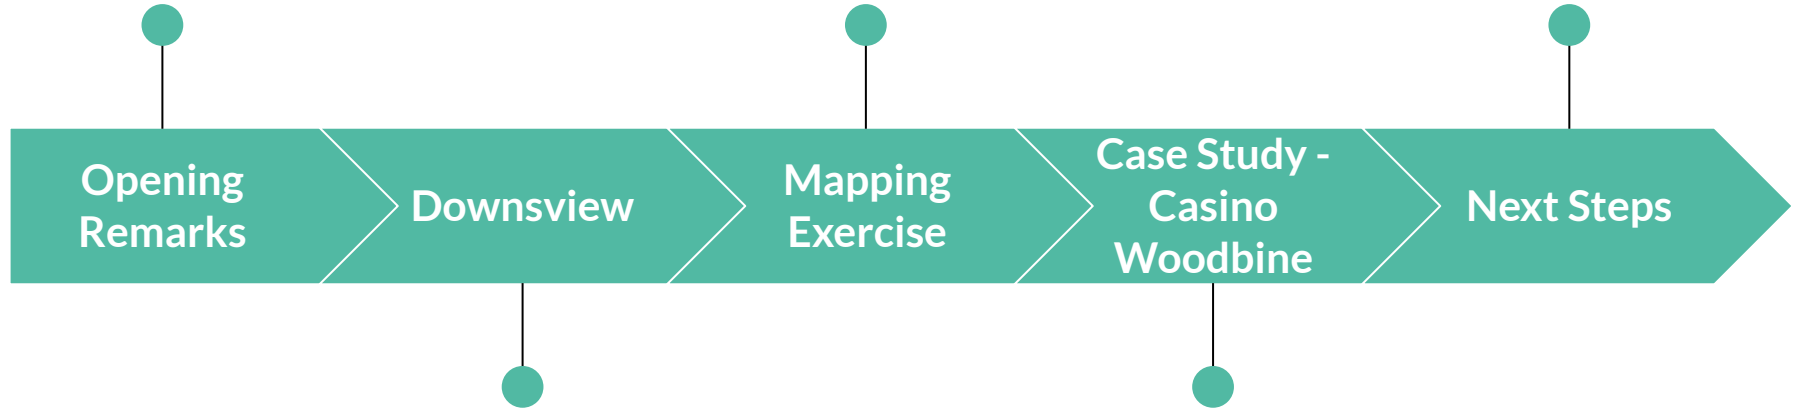 Opening
Remarks
Downsview
Mapping
Exercise
Case Study -
Casino
Woodbine
Next Steps